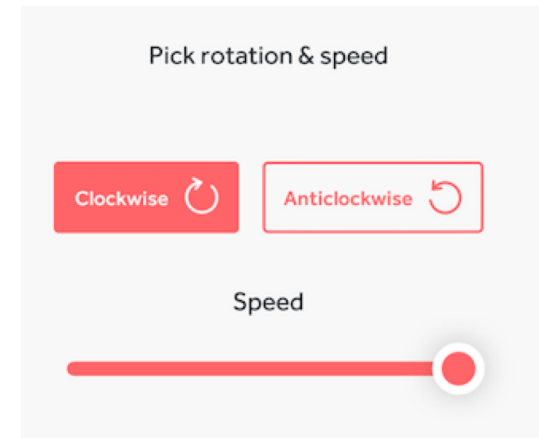 Pick rotation & speed
Clockwise
Anticlockwise
Speed